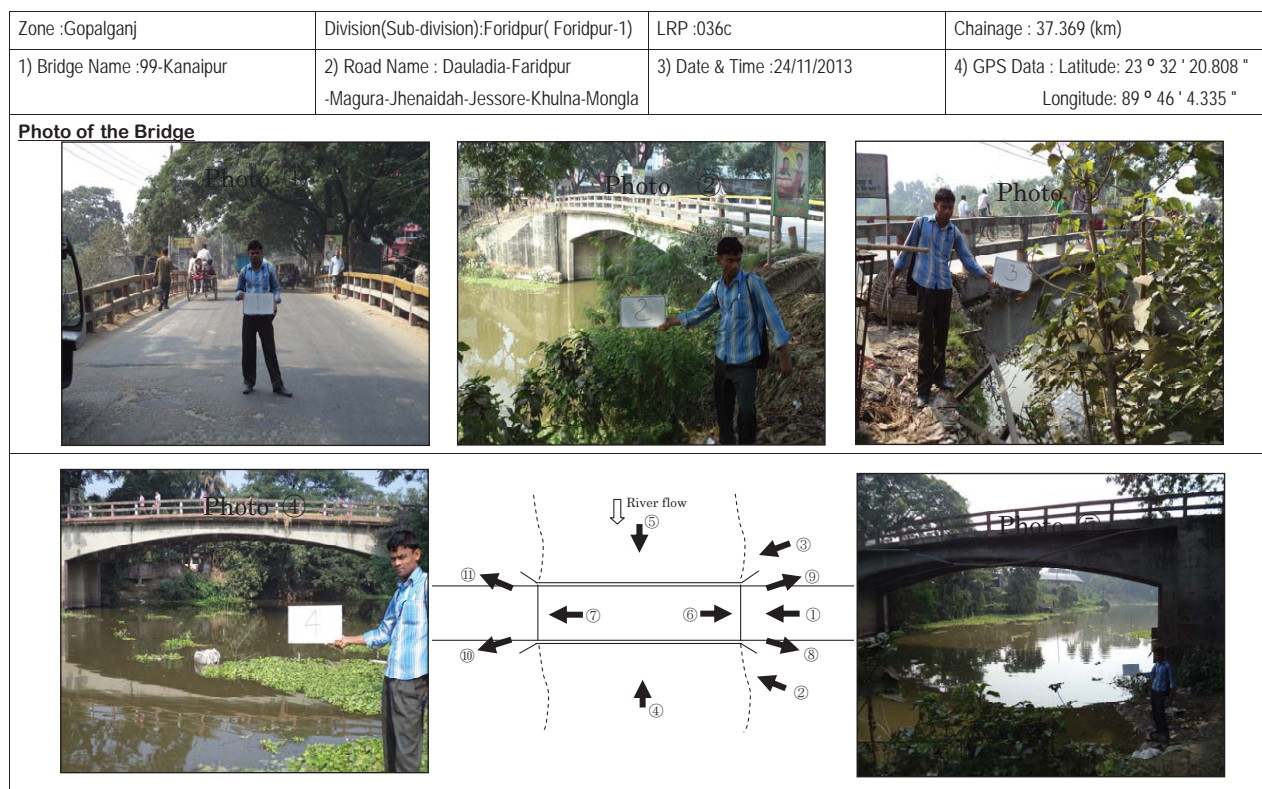 Zone :Gopalganj
Division(Sub-division):Foridpur( Foridpur-1)
LRP :036c
Chainage : 37.369 (km)
1) Bridge Name :99-Kanaipur
2) Road Name : Dauladia-Faridpur
-Magura-Jhenaidah-Jessore-Khulna-Mongla
3) Date & Time :24/11/2013
4) GPS Data : Latitude: 23 º 32 ' 20.808 "
Longitude: 89 º 46 ' 4.335 "
Photo of the Bridge
Photo ①
Photo ②
2
Photo ③
3
Photo ④
4
River flow
⑤
③
⑪
⑨
⑦
⑥
①
⑩
⑧
②
④
Photo ⑤